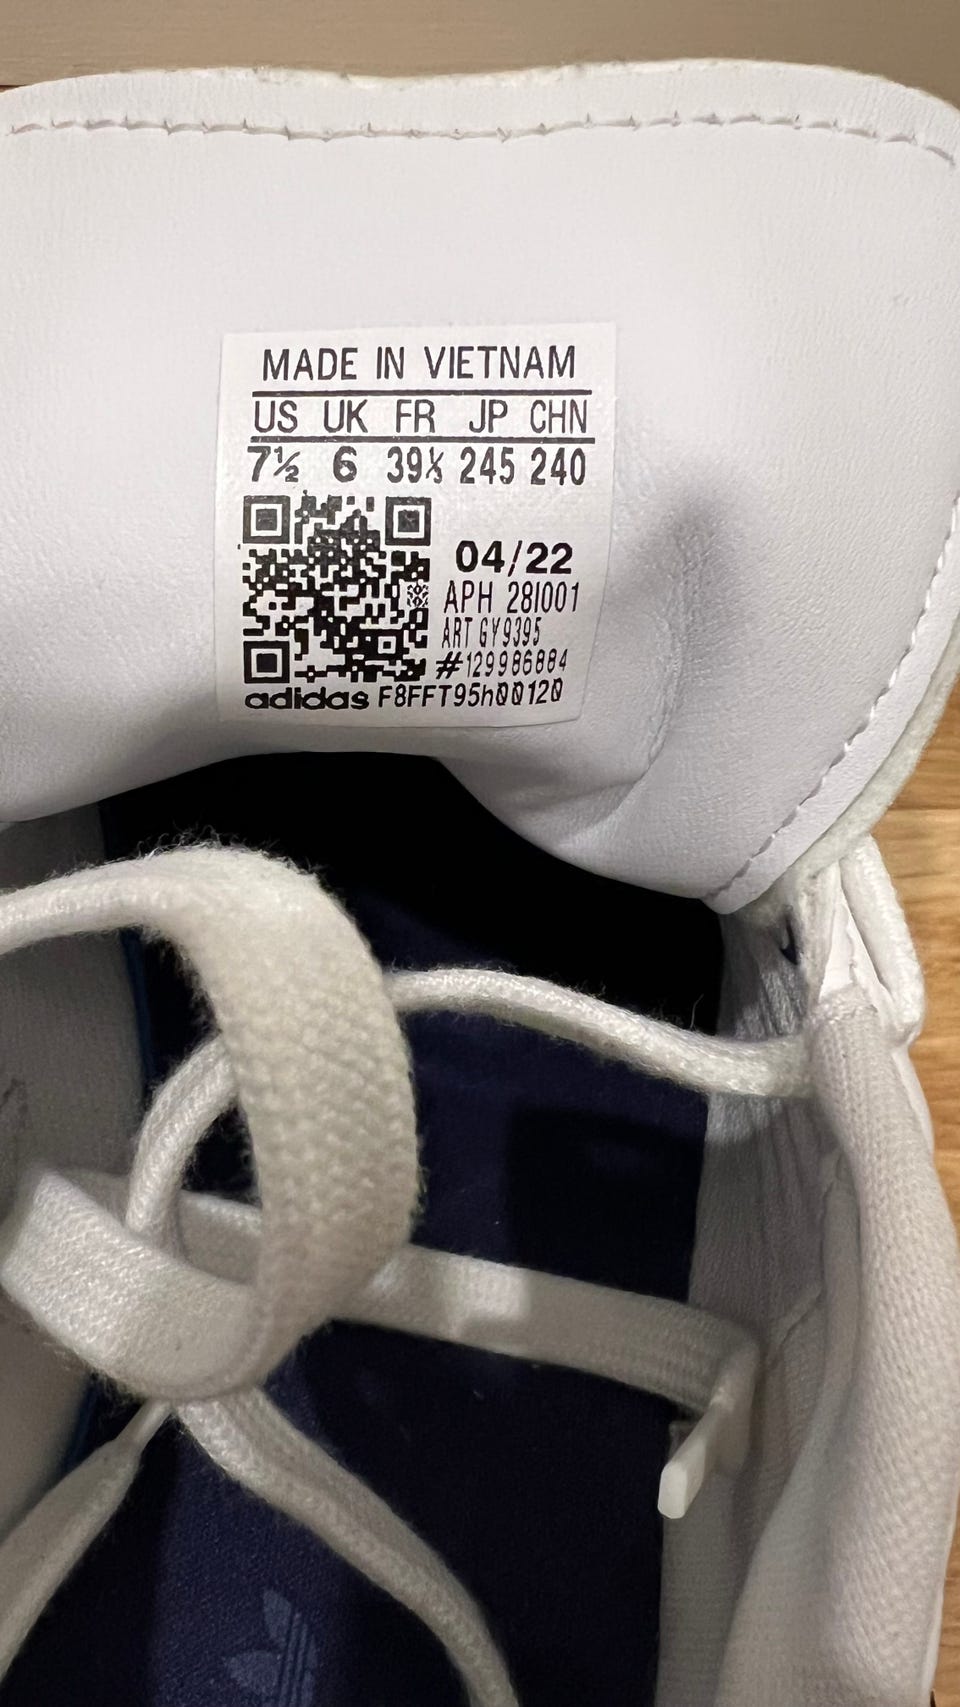 MADE IN VIETNAM
US UK FR JP CHN
7½ 6 39⅓ 245 240
04/22
APH 28I001
ART GY9395
#129986884
adidas F8FFT95h00120